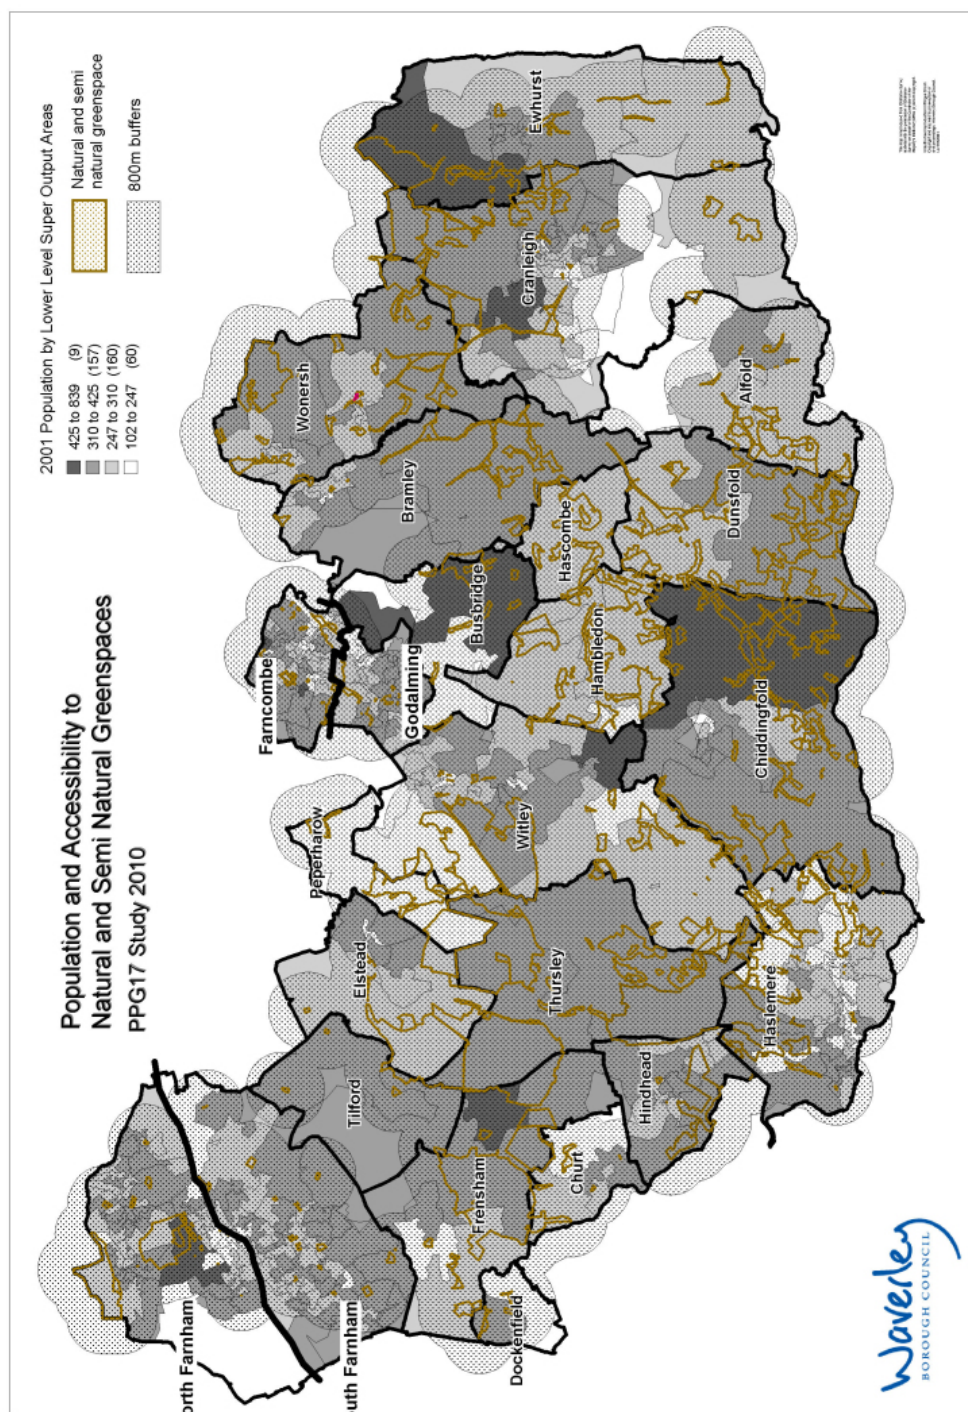 Population and Accessibility to
Natural and Semi Natural Greenspaces
PPG17 Study 2010
2001 Population by Lower Level Super Output Areas
425 to 839 (9)
310 to 425 (157)
247 to 310 (160)
102 to 247 (60)
Natural and semi
natural greenspace
800m buffers
orth Farnham
uth Farnham
Dockenfield
Frensham
Tilford
Churt
Hindhead
Elstead
Thursley
Haslemere
Peperharow
Witley
Farncombe
Godalming
Busbridge
Hambledon
Hascombe
Chiddingfold
Bramley
Wonersh
Dunsfold
Alfold
Cranleigh
Ewhurst
Waverley
BOROUGH COUNCIL